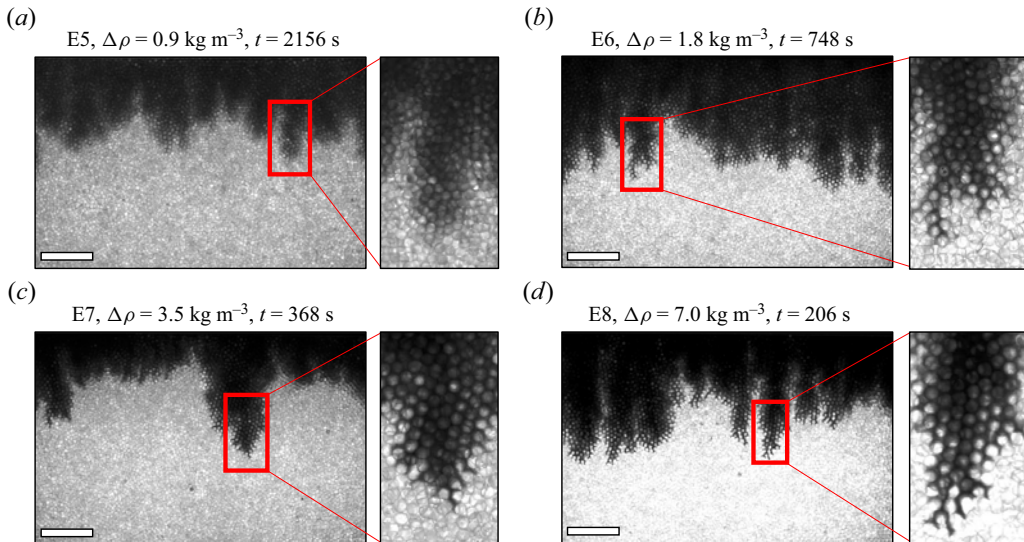 (a)
E5, Δρ = 0.9 kg m⁻³, t = 2156 s
(b)
E6, Δρ = 1.8 kg m⁻³, t = 748 s
(c)
E7, Δρ = 3.5 kg m⁻³, t = 368 s
(d)
E8, Δρ = 7.0 kg m⁻³, t = 206 s